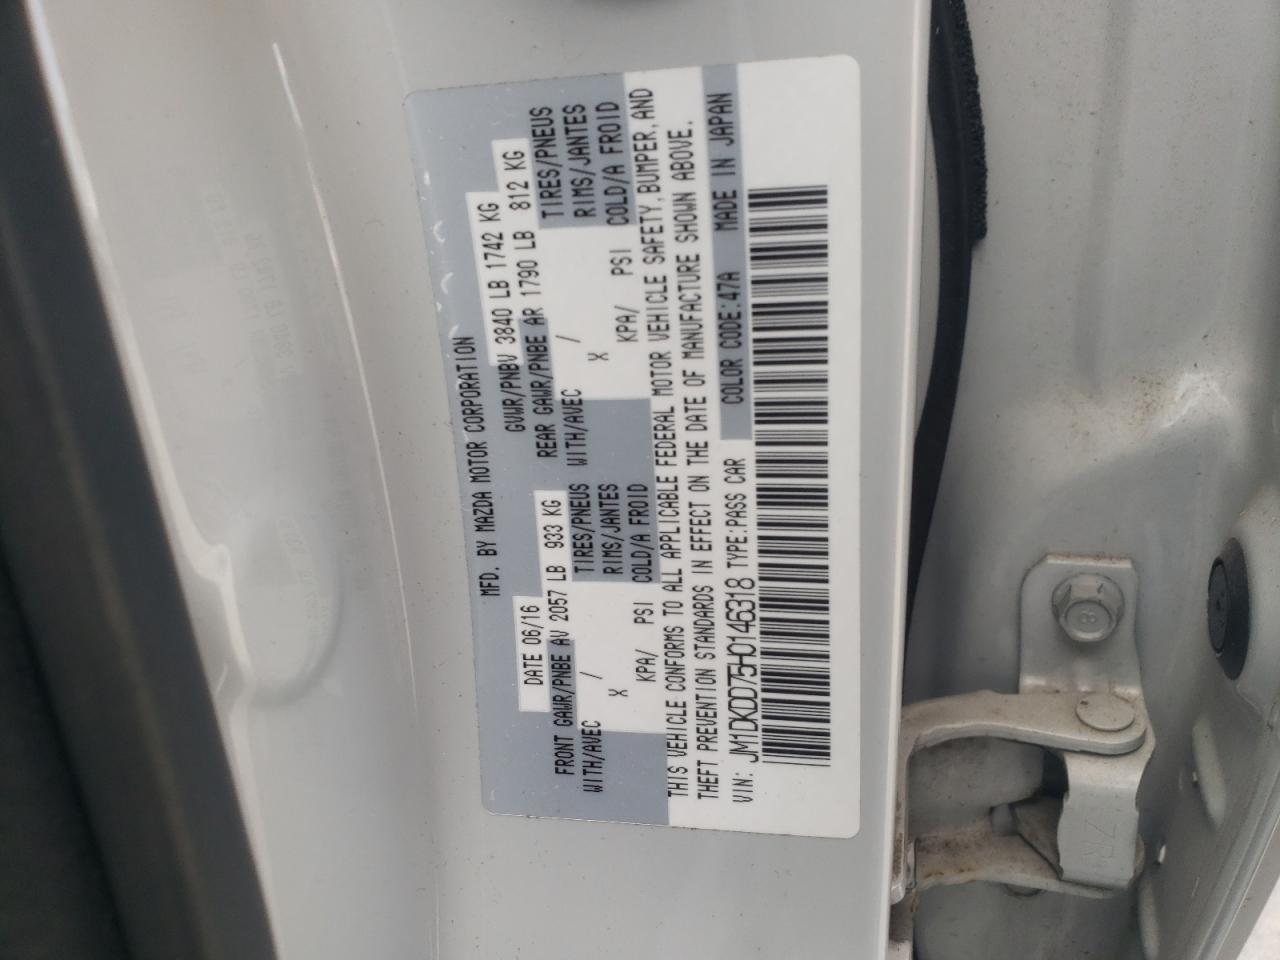 MFD. BY MAZDA MOTOR CORPORATION
DATE 06/16
GVWR/PNBV 3840 LB 1742 KG
FRONT GAWR/PNBE AV 2057 LB 933 KG
REAR GAWR/PNBE AR 1790 LB 812 KG
WITH/AVEC / TIRES/PNEUS
WITH/AVEC / TIRES/PNEUS
X RIMS/JANTES
X RIMS/JANTES
KPA/ PSI COLD/A FROID
KPA/ PSI COLD/A FROID
THIS VEHICLE CONFORMS TO ALL APPLICABLE FEDERAL MOTOR VEHICLE SAFETY,BUMPER,AND
THEFT PREVENTION STANDARDS IN EFFECT ON THE DATE OF MANUFACTURE SHOWN ABOVE.
VIN: JM1DKDD75H0146318 TYPE:PASS CAR COLOR CODE:47A MADE IN JAPAN
8